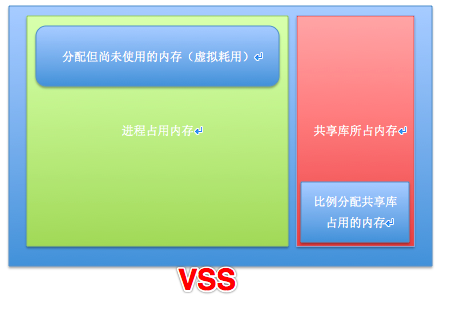 分配但尚未使用的内存（虚拟耗用）
进程占用内存
共享库所占内存
比例分配共享库
占用的内存
VSS